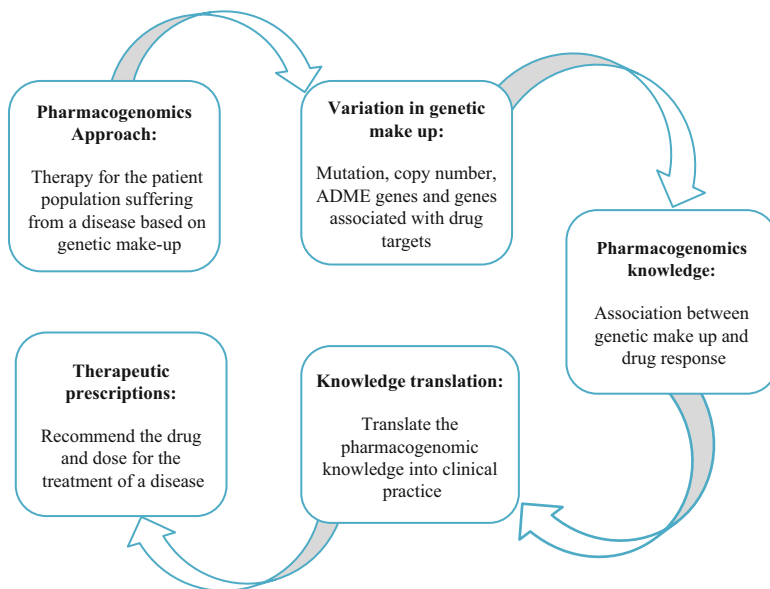 Pharmacogenomics
Approach:
Therapy for the patient
population suffering
from a disease based on
genetic make-up
Variation in genetic
make up:
Mutation, copy number,
ADME genes and genes
associated with drug
targets
Pharmacogenomics
knowledge:
Association between
genetic make up and
drug response
Knowledge translation:
Translate the
pharmacogenomic
knowledge into clinical
practice
Therapeutic
prescriptions:
Recommend the drug
and dose for the
treatment of a disease